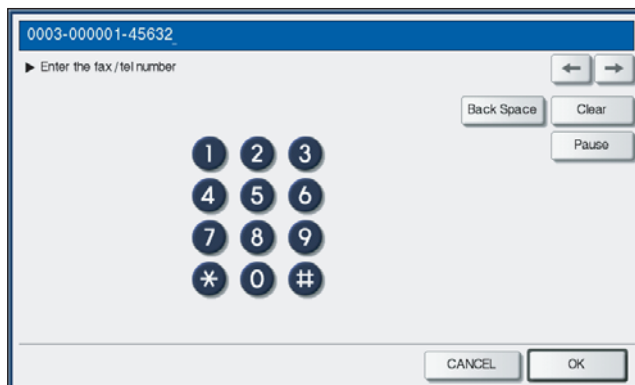 0003-000001-45632_
▶ Enter the fax/tel number
← →
Back Space Clear
Pause
1 2 3
4 5 6
7 8 9
* 0 #
CANCEL OK